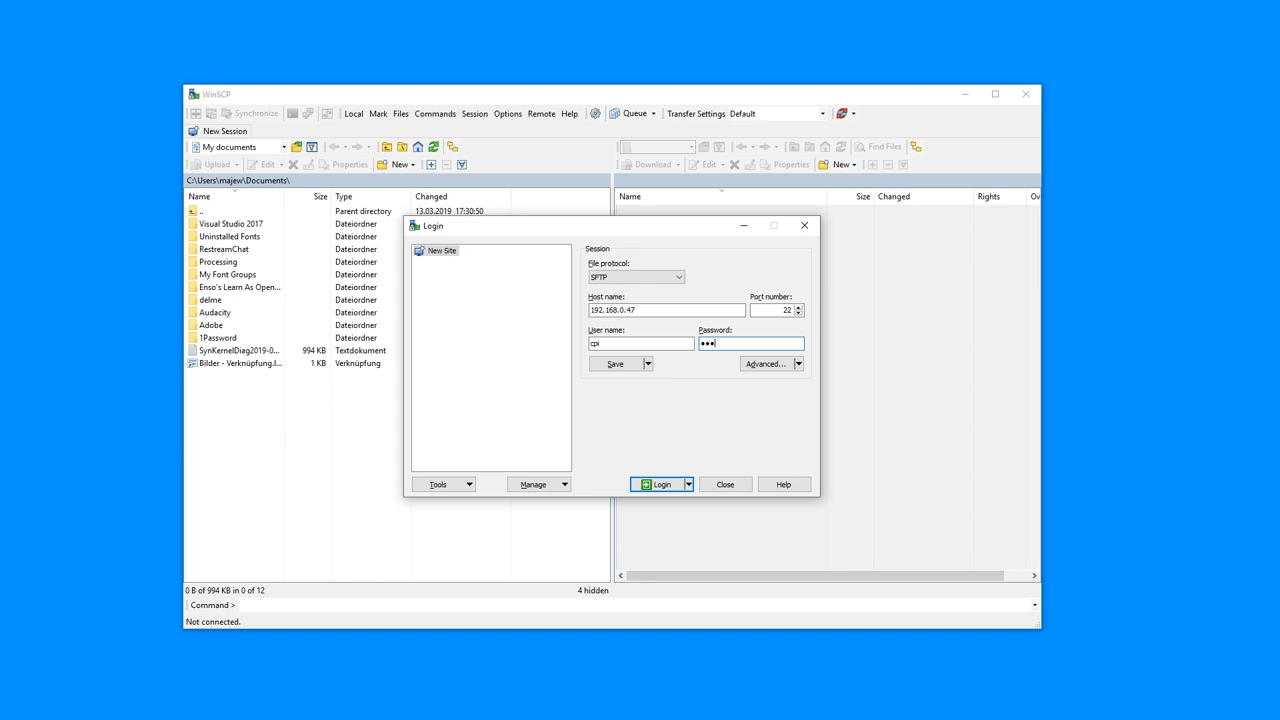 WinSCP
Synchronize Local Mark Files Commands Session Options Remote Help Queue Transfer Settings Default
New Session
My documents Find Files
Upload Edit Properties New Download Edit Properties New
C:\Users\majew\Documents\
Name Size Type Changed Name Size Changed Rights Ov
.. Parent directory 13.03.2019 17:30:50
Visual Studio 2017 Dateiordner
Uninstalled Fonts Dateiordner
RestreamChat Dateiordner
Processing Dateiordner
My Font Groups Dateiordner
Enso's Learn As Open... Dateiordner
delme Dateiordner
Audacity Dateiordner
Adobe Dateiordner
1Password Dateiordner
SynKernelDiag2019-0... 994 KB Textdokument
Bilder - Verknüpfung.l... 1 KB Verknüpfung
Login
New Site
Session
File protocol:
SFTP
Host name: Port number:
192.168.0.47 22
User name: Password:
cpi •••
Save Advanced...
Tools Manage Login Close Help
0 B of 994 KB in 0 of 12 4 hidden
Command >
Not connected.